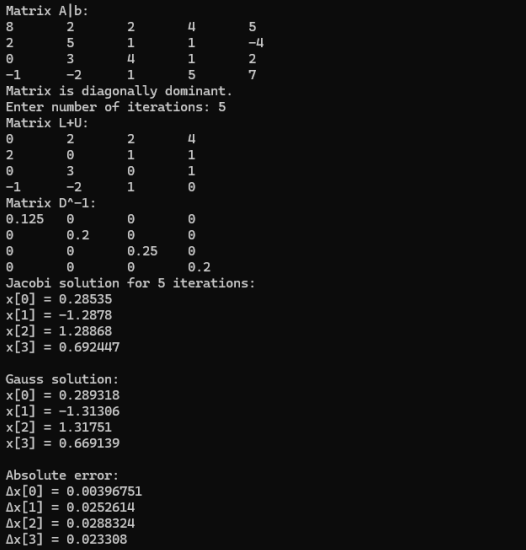 Matrix A|b:
8 2 2 4 5
2 5 1 1 -4
0 3 4 1 2
-1 -2 1 5 7
Matrix is diagonally dominant.
Enter number of iterations: 5
Matrix L+U:
0 2 2 4
2 0 1 1
0 3 0 1
-1 -2 1 0
Matrix D^-1:
0.125 0 0 0
0 0.2 0 0
0 0 0.25 0
0 0 0 0.2
Jacobi solution for 5 iterations:
x[0] = 0.28535
x[1] = -1.2878
x[2] = 1.28868
x[3] = 0.692447

Gauss solution:
x[0] = 0.289318
x[1] = -1.31306
x[2] = 1.31751
x[3] = 0.669139

Absolute error:
Δx[0] = 0.00396751
Δx[1] = 0.0252614
Δx[2] = 0.0288324
Δx[3] = 0.023308